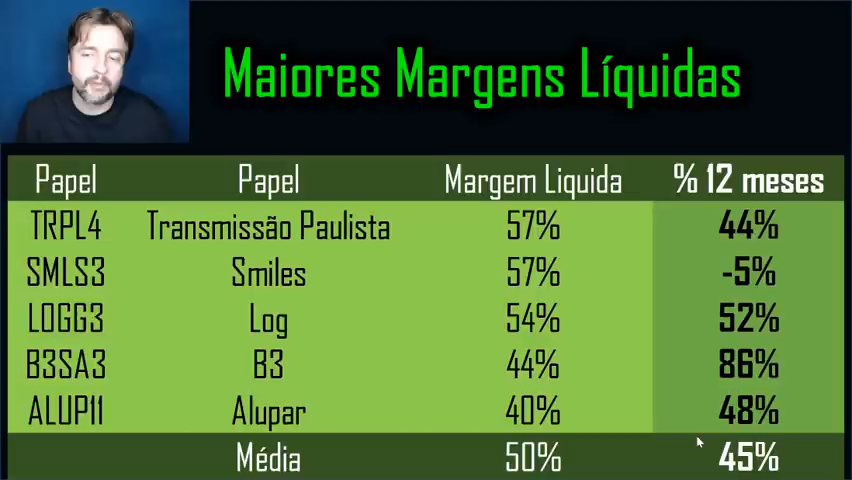 Maiores Margens Líquidas
Papel Papel Margem Liquida % 12 meses
TRPL4 Transmissão Paulista 57% 44%
SMLS3 Smiles 57% -5%
LOGG3 Log 54% 52%
B3SA3 B3 44% 86%
ALUP11 Alupar 40% 48%
Média 50% 45%